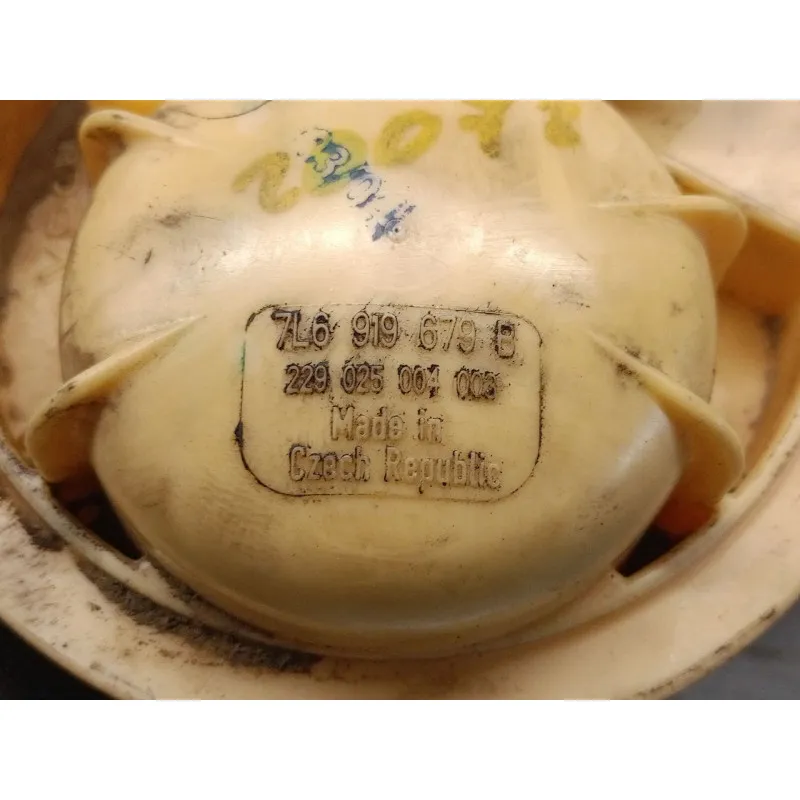 7L6 919 679 B
229 025 004 003
Made in
Czech Republic